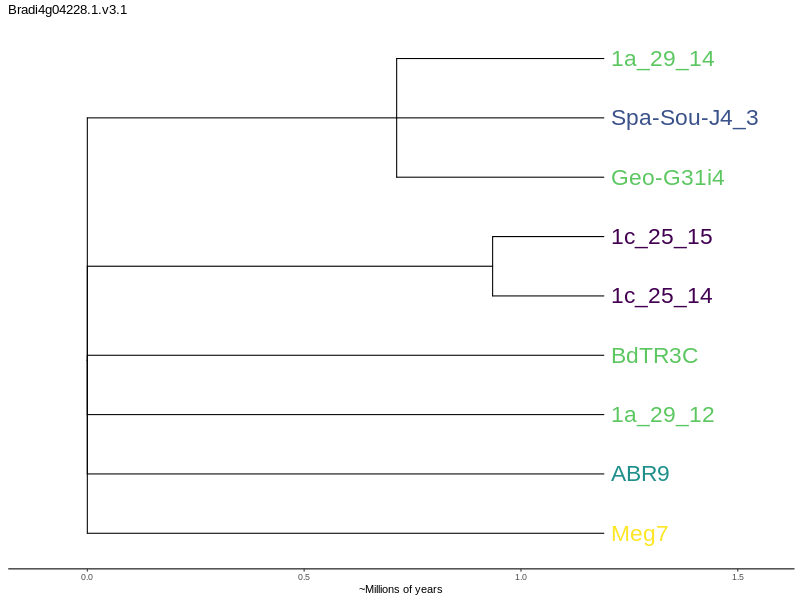 Bradi4g04228.1.v3.1
1a_29_14
Spa-Sou-J4_3
Geo-G31i4
1c_25_15
1c_25_14
BdTR3C
1a_29_12
ABR9
Meg7
0.0 0.5 1.0 1.5
~Millions of years